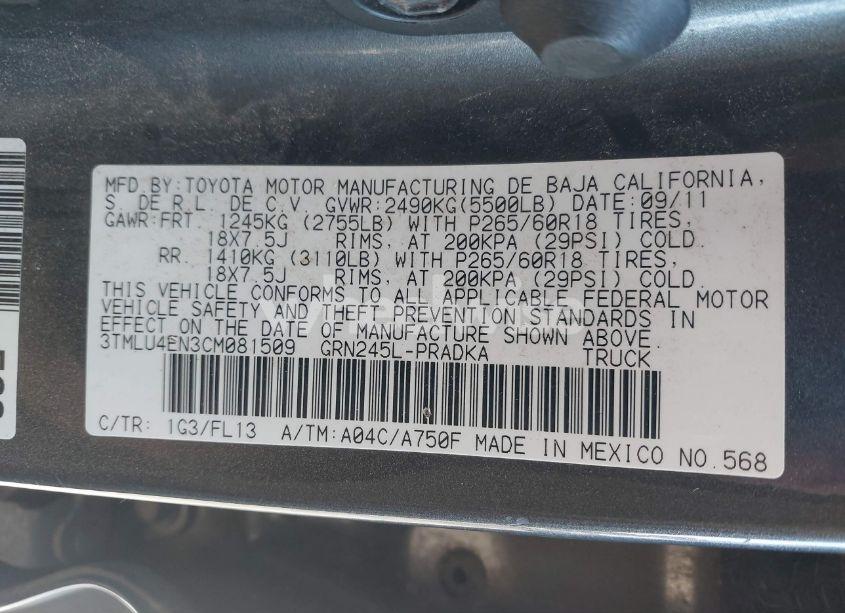 MFD.BY:TOYOTA MOTOR MANUFACTURING DE BAJA CALIFORNIA,
S. DE R.L. DE C.V. GVWR:2490KG(5500LB) DATE:09/11
GAWR:FRT. 1245KG (2755LB) WITH P265/60R18 TIRES,
18X7.5J RIMS, AT 200KPA (29PSI) COLD.
RR. 1410KG (3110LB) WITH P265/60R18 TIRES,
18X7.5J RIMS, AT 200KPA (29PSI) COLD.
THIS VEHICLE CONFORMS TO ALL APPLICABLE FEDERAL MOTOR
VEHICLE SAFETY AND THEFT PREVENTION STANDARDS IN
EFFECT ON THE DATE OF MANUFACTURE SHOWN ABOVE.
3TMLU4EN3CM081509 GRN245L-PRADKA TRUCK
C/TR: 1G3/FL13 A/TM:A04C/A750F MADE IN MEXICO NO.568